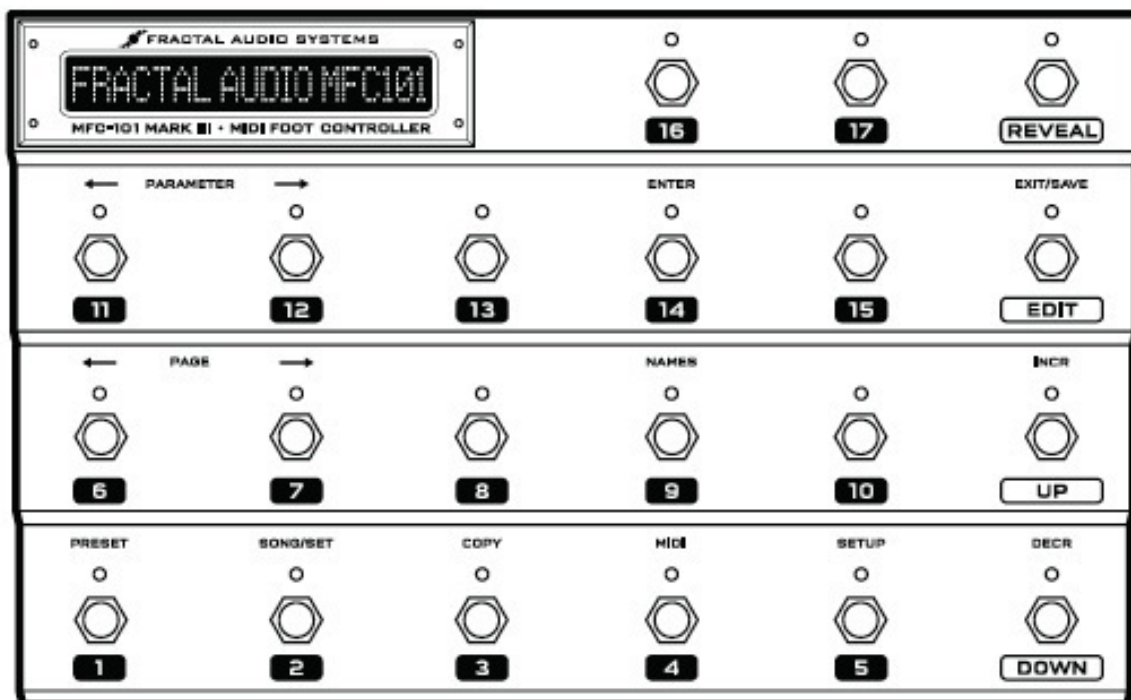 FRACTAL AUDIO SYSTEMS
FRACTAL AUDIO MFC101
MFC-101 MARK III • MIDI FOOT CONTROLLER
16 17 REVEAL
← PARAMETER → ENTER EXIT/SAVE
11 12 13 14 15 EDIT
← PAGE → NAMES INCR
6 7 8 9 10 UP
PRESET SONG/SET COPY MIDI SETUP DECR
1 2 3 4 5 DOWN